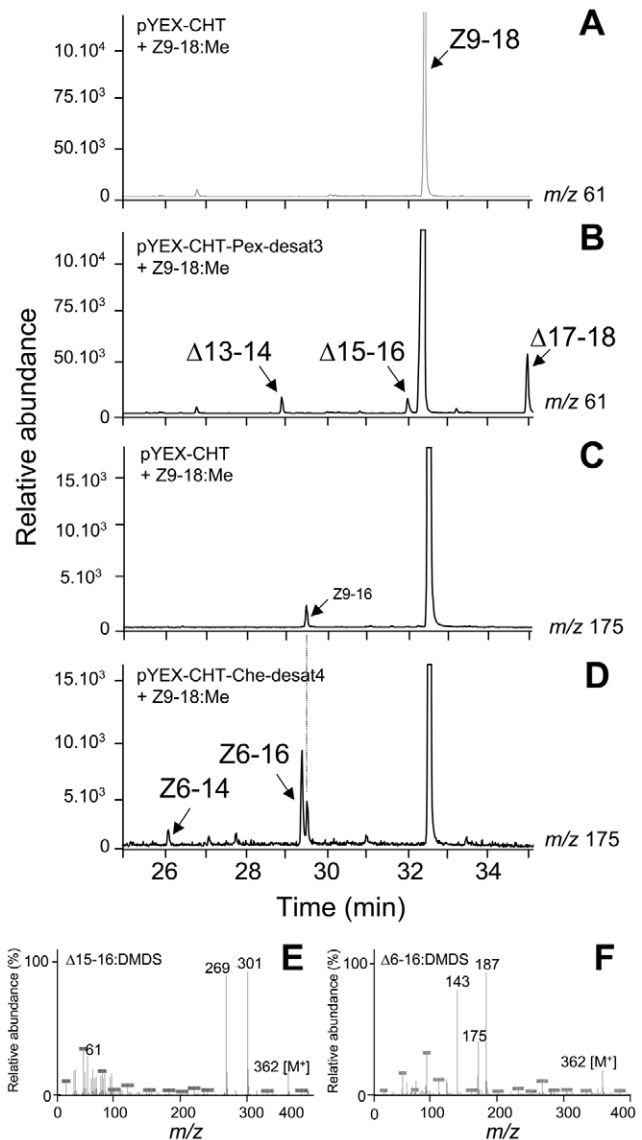 A
pYEX-CHT
+ Z9-18:Me
Z9-18
10.10⁴
75.10³
50.10³
0
m/z 61
B
pYEX-CHT-Pex-desat3
+ Z9-18:Me
10.10⁴
75.10³
50.10³
0
Δ13-14
Δ15-16
Δ17-18
m/z 61
C
pYEX-CHT
+ Z9-18:Me
15.10³
10.10³
5.10³
0
Z9-16
m/z 175
D
pYEX-CHT-Che-desat4
+ Z9-18:Me
15.10³
10.10³
5.10³
0
Z6-14
Z6-16
m/z 175
26 28 30 32 34
Time (min)
Relative abundance
E
Δ15-16:DMDS
Relative abundance (%)
100
0
61
269
301
362 [M⁺]
0 100 200 300 400
m/z
F
Δ6-16:DMDS
Relative abundance (%)
100
0
143
175
187
362 [M⁺]
0 100 200 300 400
m/z